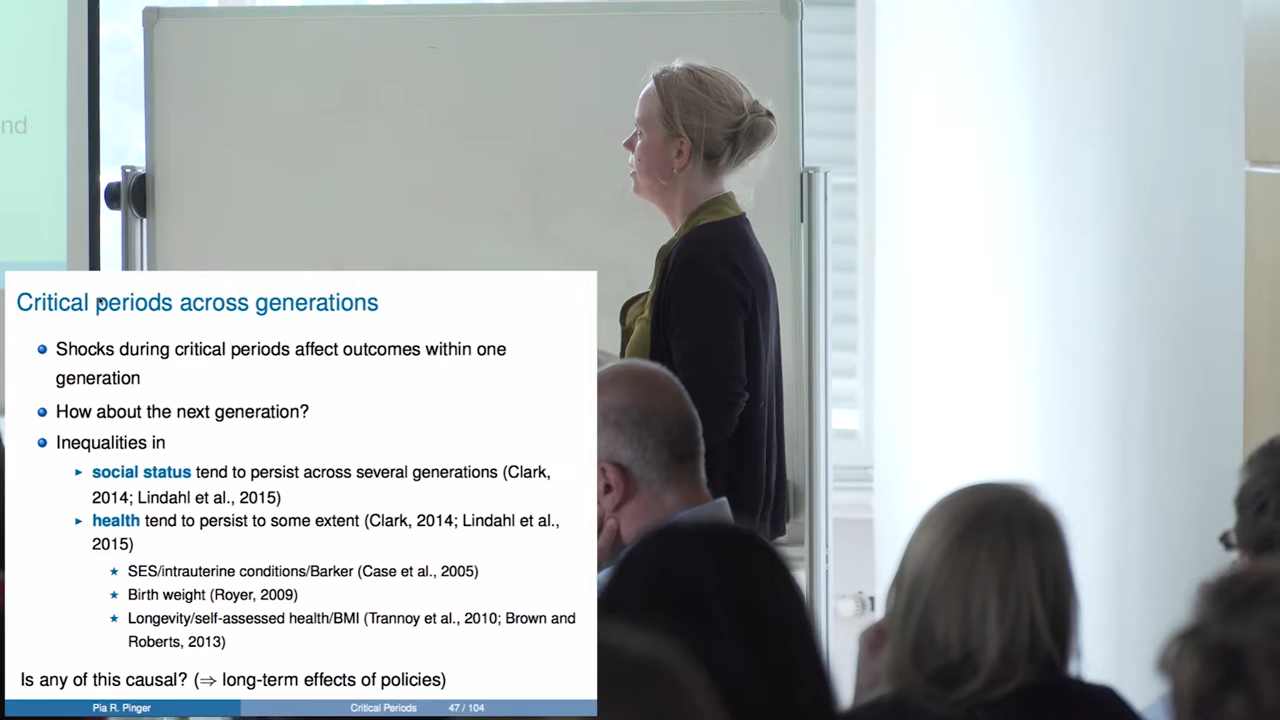 nd
Critical periods across generations
Shocks during critical periods affect outcomes within one
generation
How about the next generation?
Inequalities in
social status tend to persist across several generations (Clark,
2014; Lindahl et al., 2015)
health tend to persist to some extent (Clark, 2014; Lindahl et al.,
2015)
SES/intrauterine conditions/Barker (Case et al., 2005)
Birth weight (Royer, 2009)
Longevity/self-assessed health/BMI (Trannoy et al., 2010; Brown and
Roberts, 2013)
Is any of this causal? (⇒ long-term effects of policies)
Pia R. Pinger Critical Periods 47 / 104